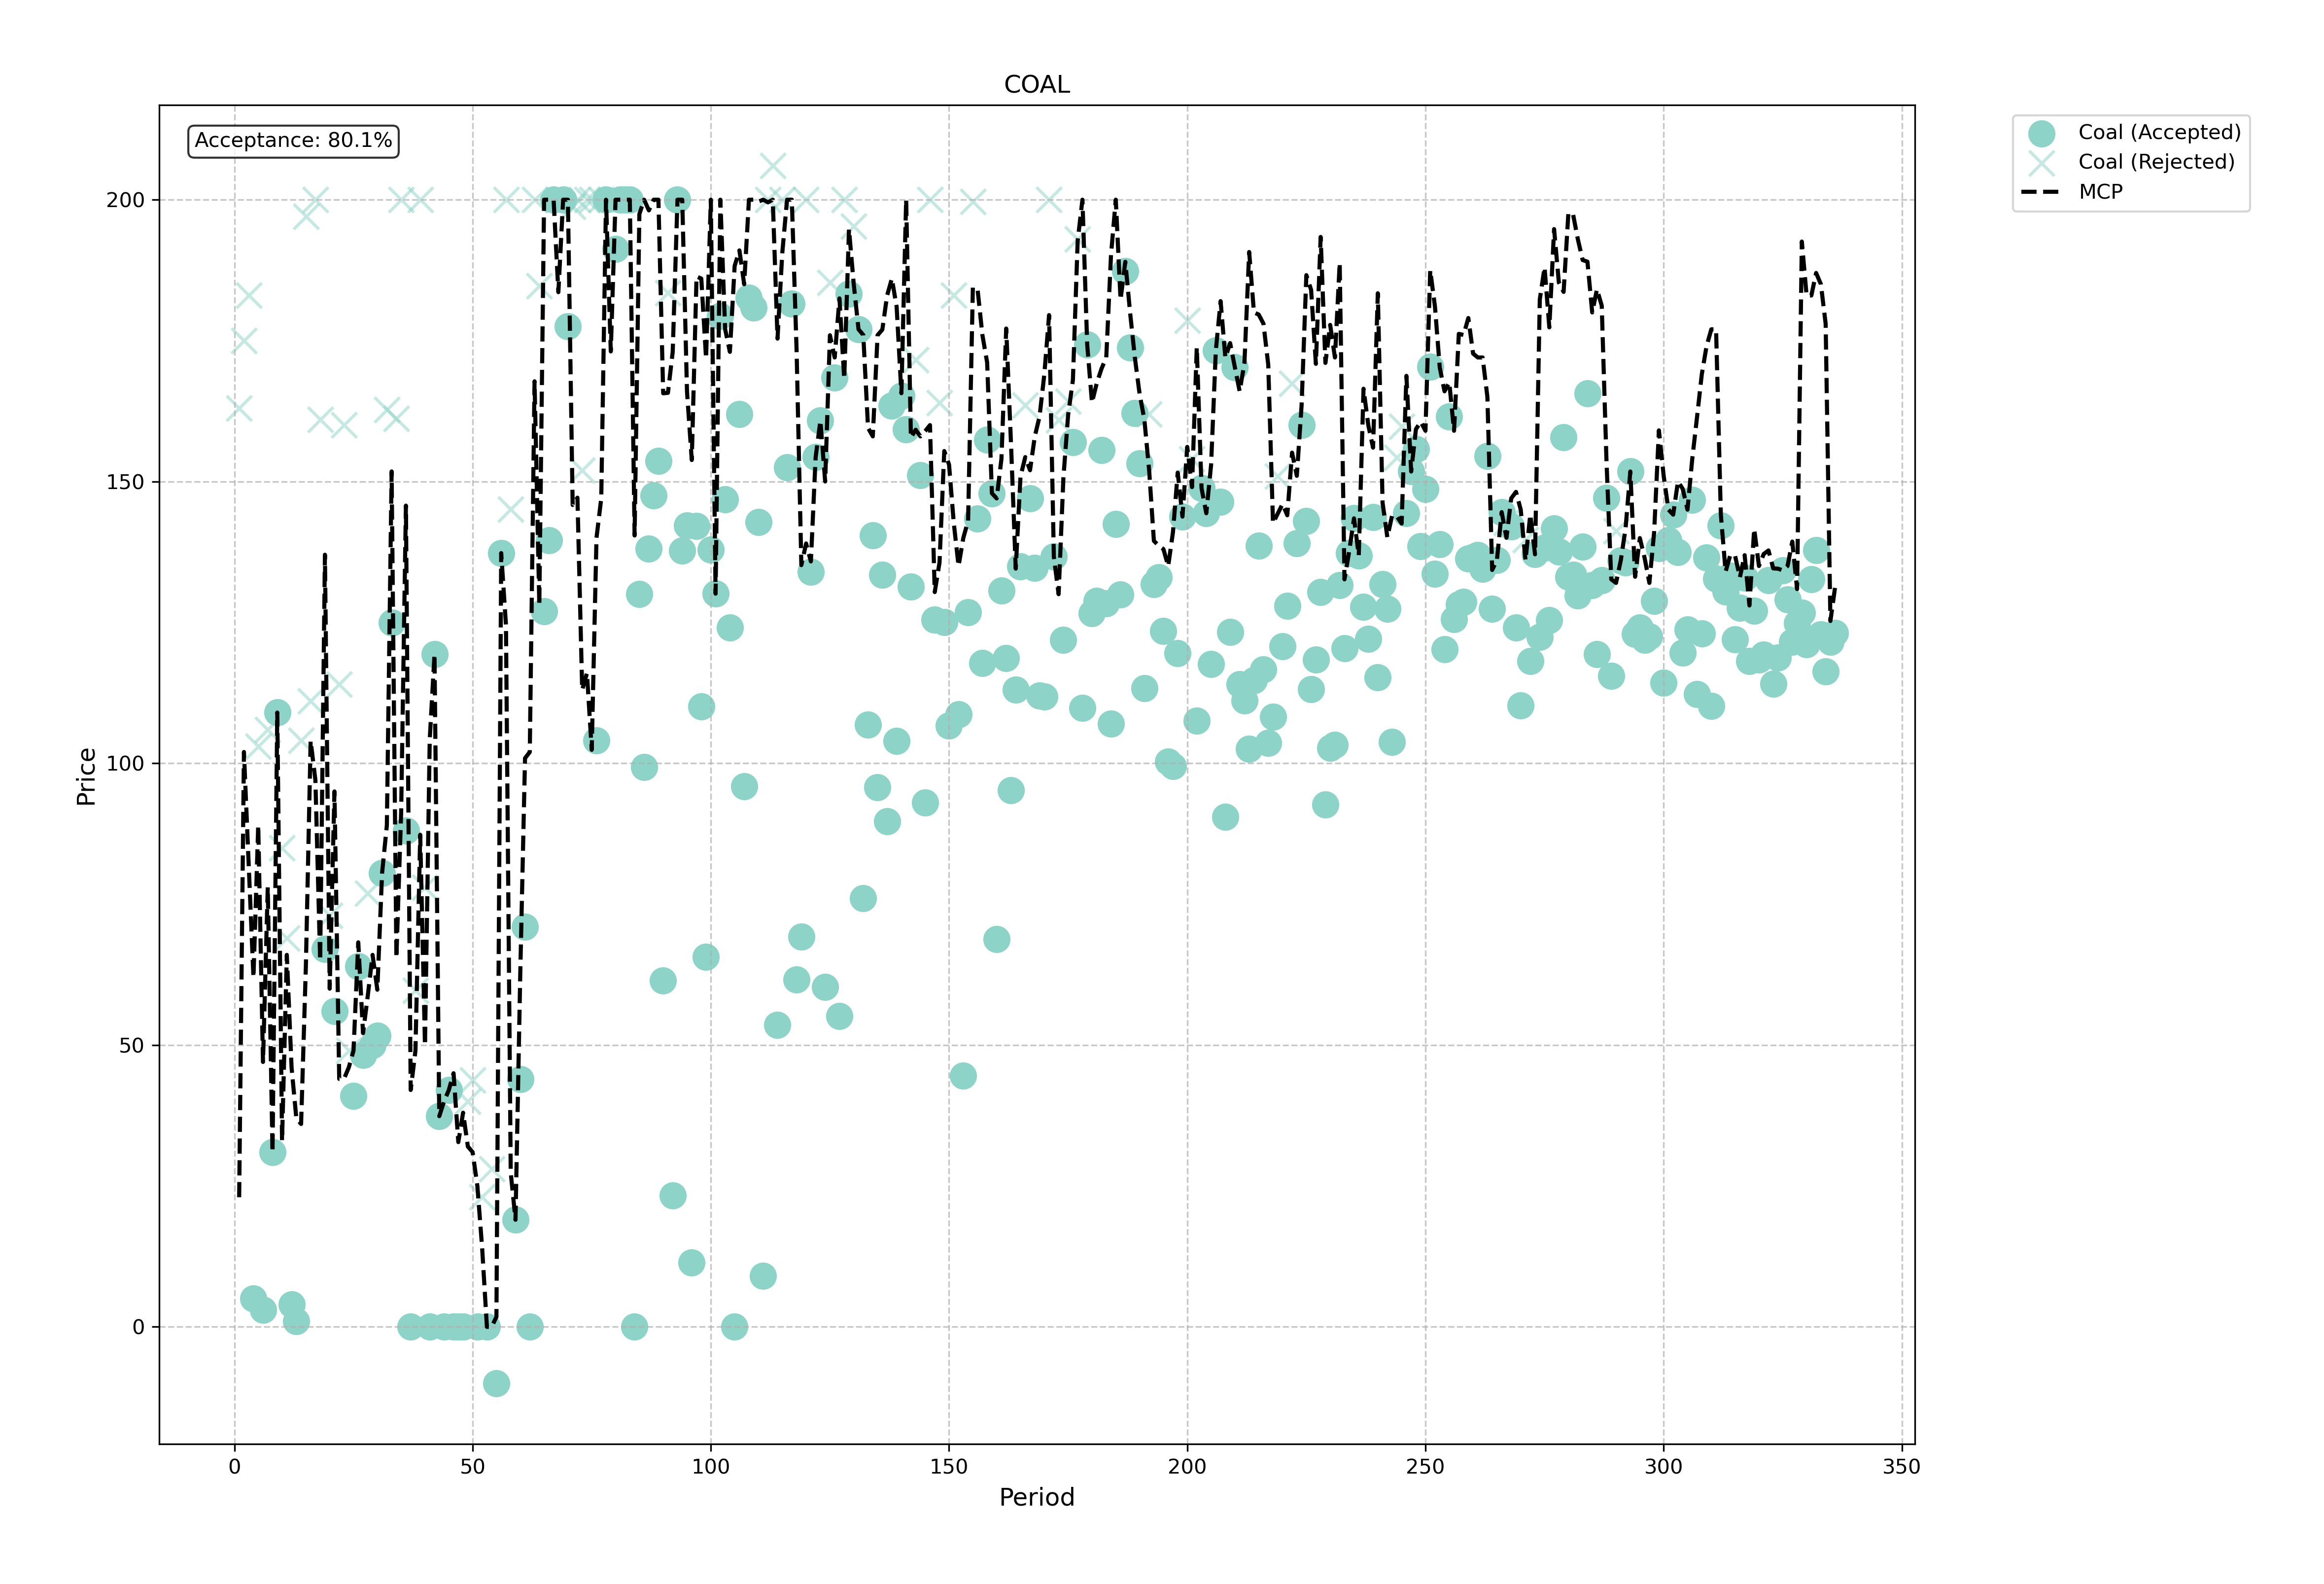 COAL
Acceptance: 80.1%
Coal (Accepted)
Coal (Rejected)
MCP
Price
200
150
100
50
0
0 50 100 150 200 250 300 350
Period